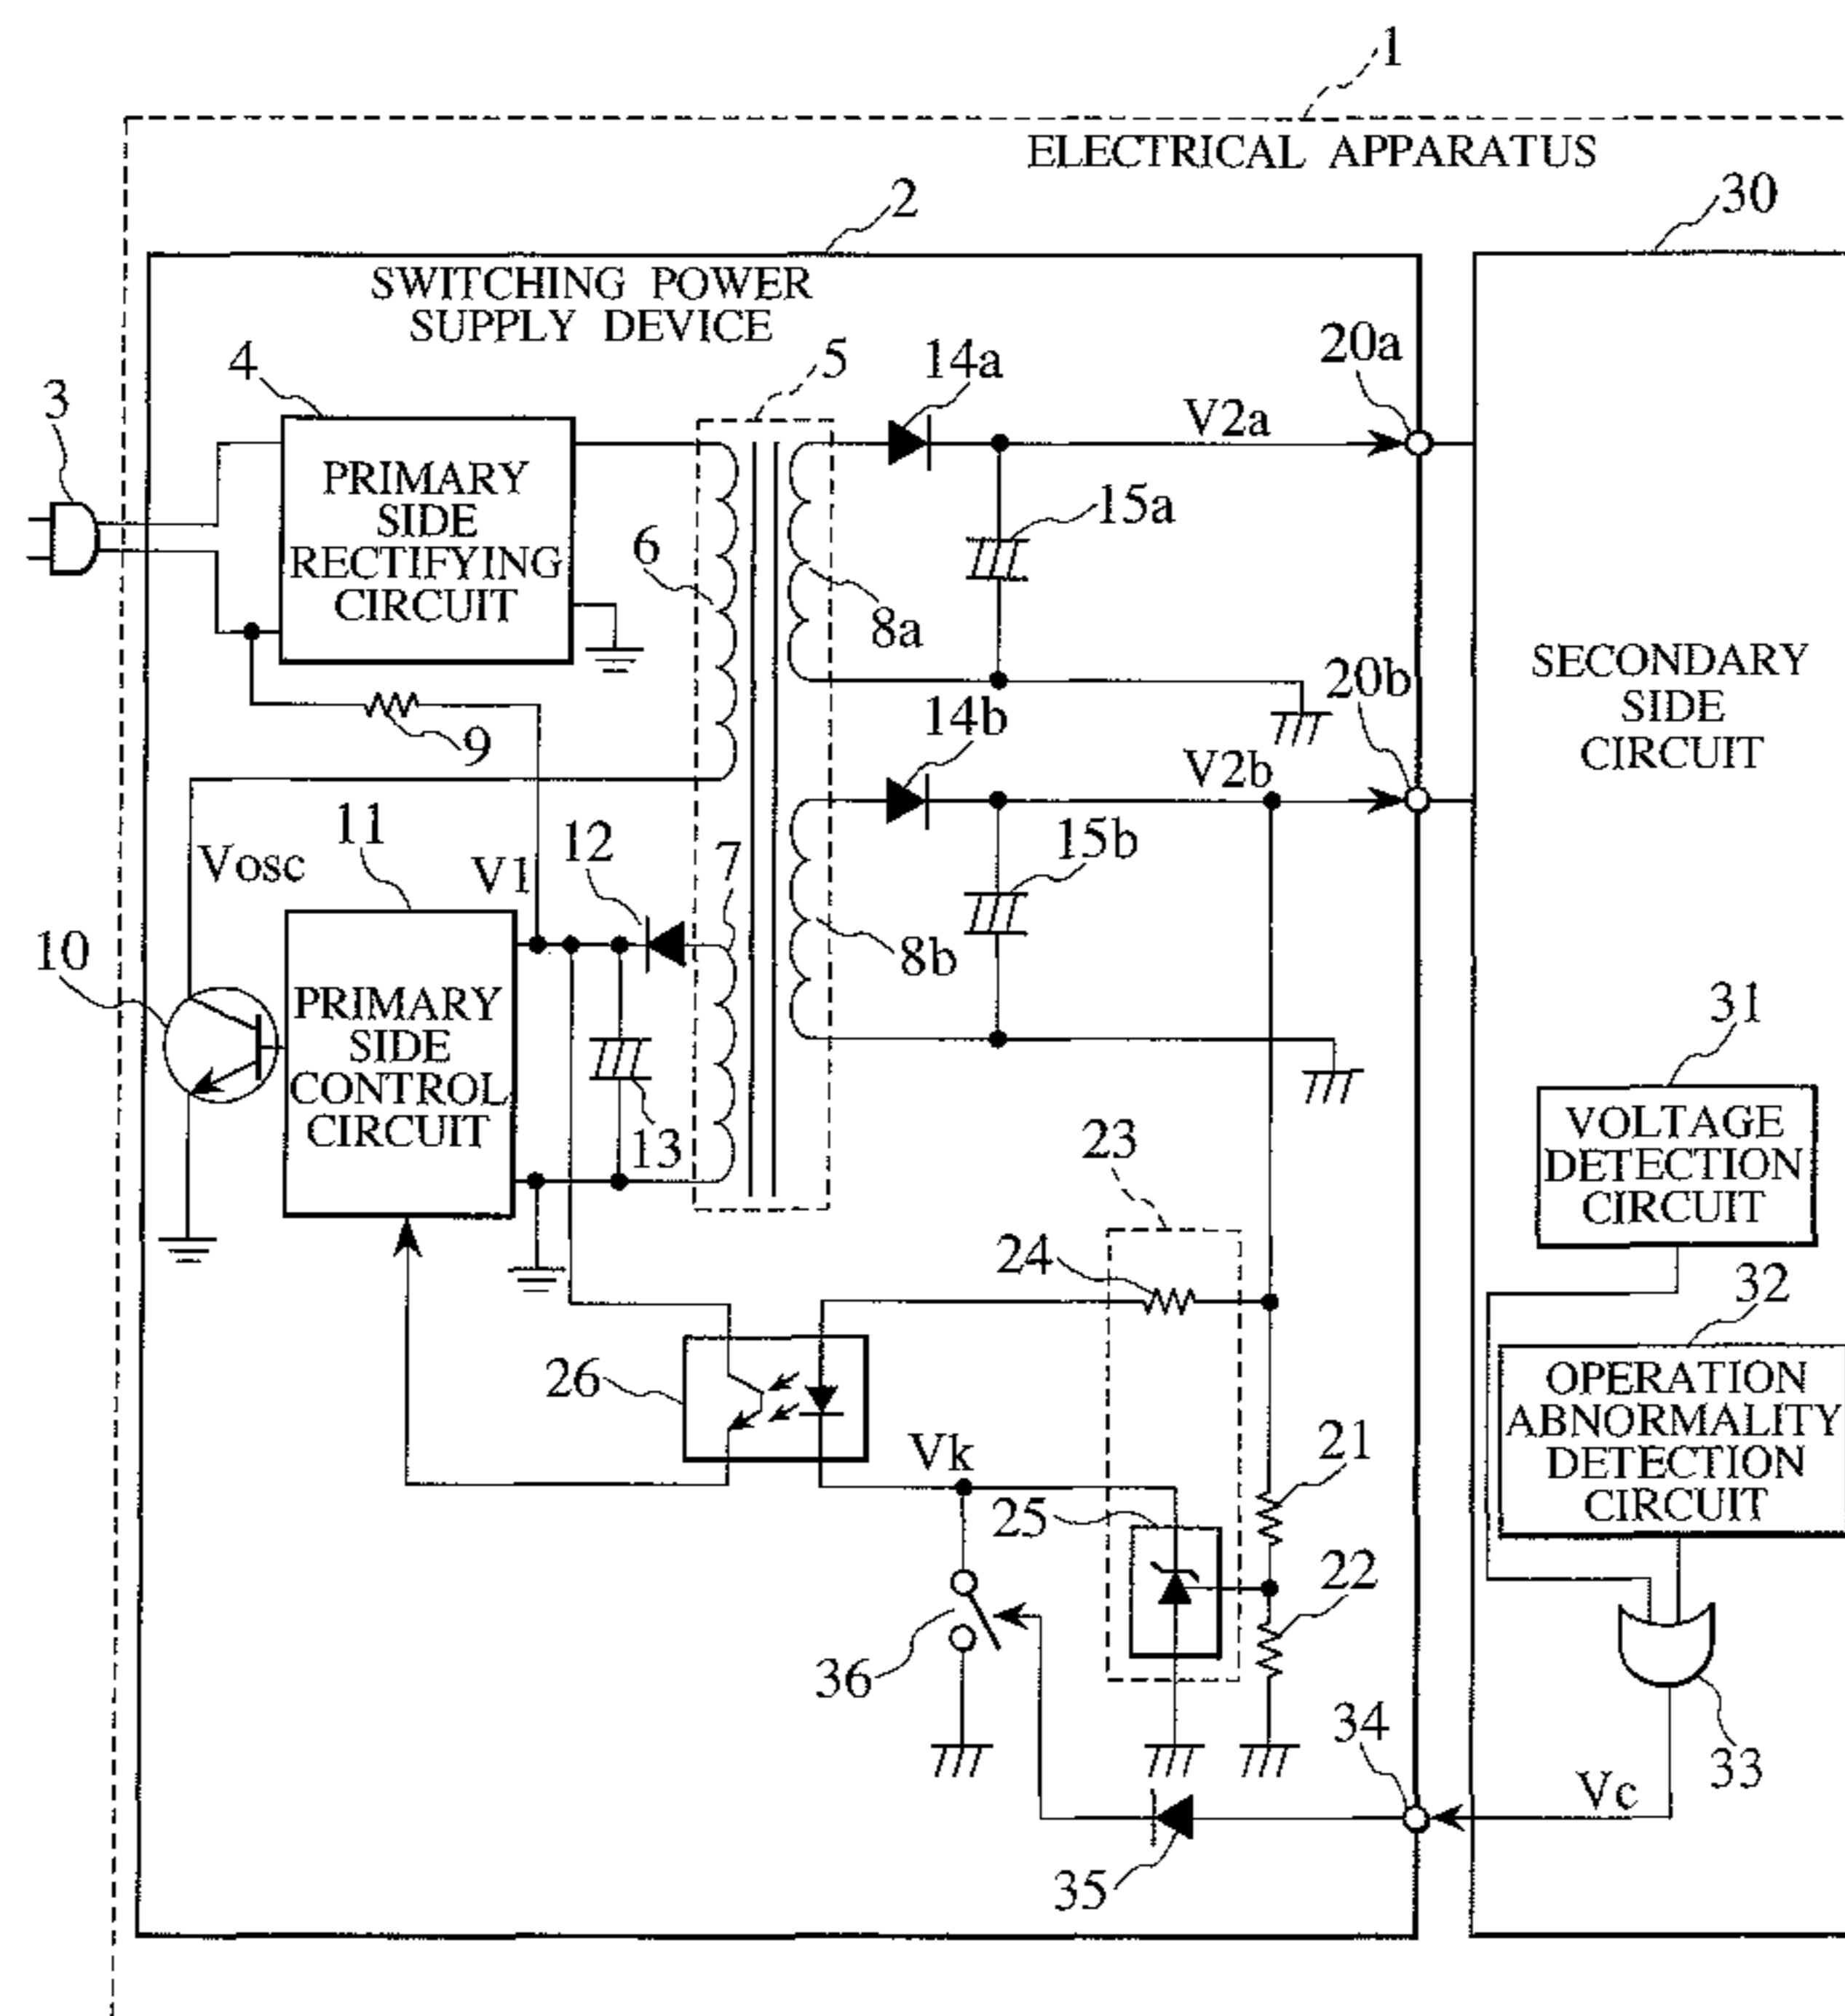 1
ELECTRICAL APPARATUS
2
30
SWITCHING POWER
SUPPLY DEVICE
3
4
5
14a
20a
V2a
PRIMARY
SIDE
RECTIFYING
CIRCUIT
6
15a
8a
20b
SECONDARY
SIDE
CIRCUIT
9
14b
V2b
Vosc
11
V1
12
7
15b
8b
10
PRIMARY
SIDE
CONTROL
CIRCUIT
13
31
VOLTAGE
DETECTION
CIRCUIT
23
24
32
OPERATION
ABNORMALITY
DETECTION
CIRCUIT
26
Vk
25
21
22
36
34
33
Vc
35